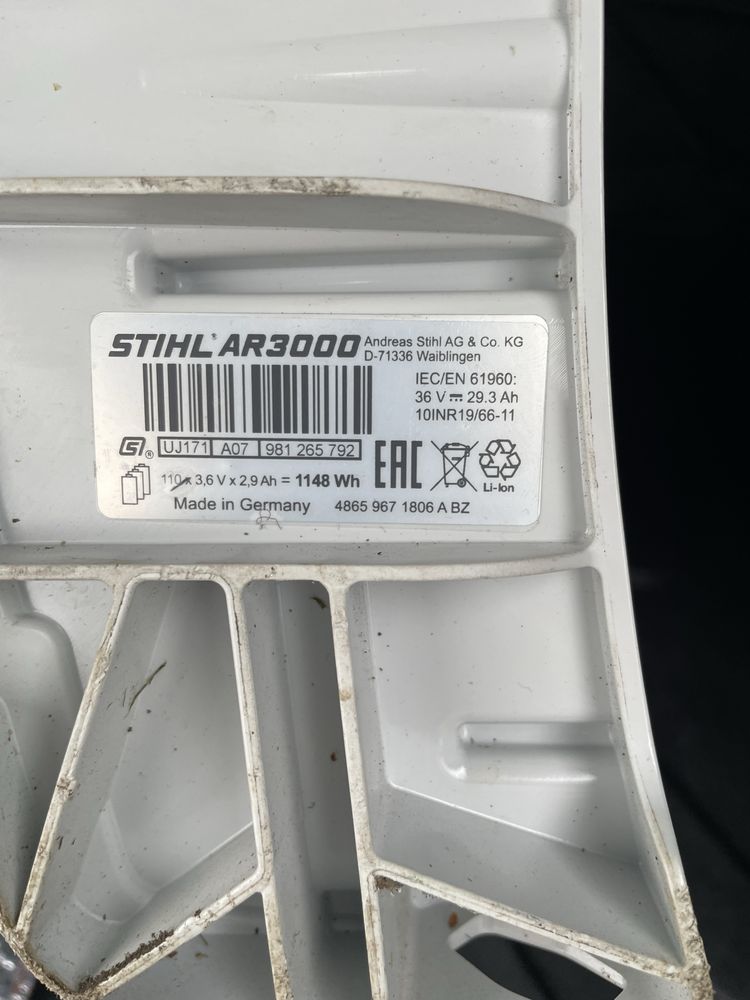 STIHL® AR3000
Andreas Stihl AG & Co. KG
D-71336 Waiblingen
IEC/EN 61960:
36 V ⎓ 29.3 Ah
10INR19/66-11
® UJ171 A07 981 265 792
EAC
Li-Ion
110 x 3,6 V x 2,9 Ah = 1148 Wh
Made in Germany
4865 967 1806 A BZ